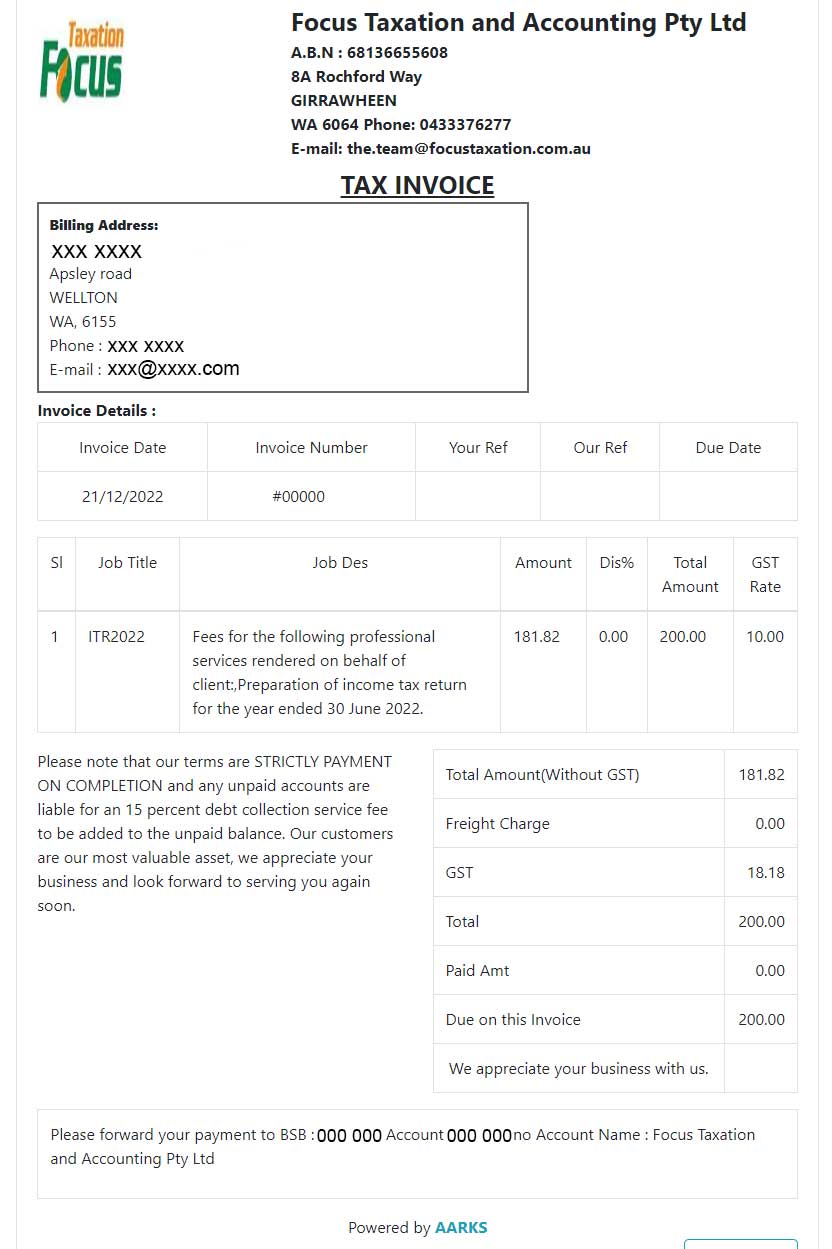 Taxation
Focus
Focus Taxation and Accounting Pty Ltd
A.B.N : 68136655608
8A Rochford Way
GIRRAWHEEN
WA 6064 Phone: 0433376277
E-mail: the.team@focustaxation.com.au
TAX INVOICE
Billing Address:
XXX XXXX
Apsley road
WELLTON
WA, 6155
Phone : XXX XXXX
E-mail : xxx@xxxx.com
Invoice Details :
Invoice Date Invoice Number Your Ref Our Ref Due Date
21/12/2022 #00000
Sl Job Title Job Des Amount Dis% Total Amount GST Rate
1 ITR2022 Fees for the following professional 181.82 0.00 200.00 10.00
services rendered on behalf of
client:,Preparation of income tax return
for the year ended 30 June 2022.
Please note that our terms are STRICTLY PAYMENT
ON COMPLETION and any unpaid accounts are
liable for an 15 percent debt collection service fee
to be added to the unpaid balance. Our customers
are our most valuable asset, we appreciate your
business and look forward to serving you again
soon.
Total Amount(Without GST) 181.82
Freight Charge 0.00
GST 18.18
Total 200.00
Paid Amt 0.00
Due on this Invoice 200.00
We appreciate your business with us.
Please forward your payment to BSB : 000 000 Account 000 000 no Account Name : Focus Taxation
and Accounting Pty Ltd
Powered by AARKS